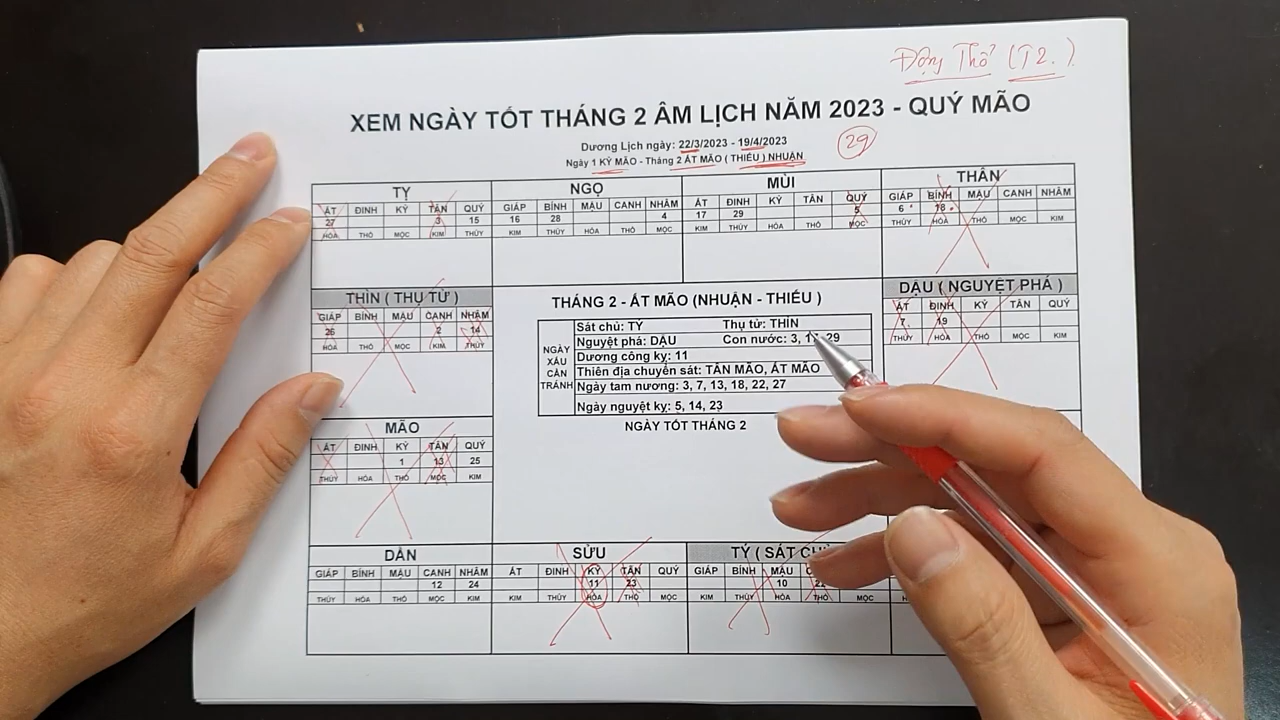 Động Thổ (T2.)
XEM NGÀY TỐT THÁNG 2 ÂM LỊCH NĂM 2023 - QUÝ MÃO
Dương Lịch ngày: 22/3/2023 - 19/4/2023
29
Ngày 1 KỶ MÃO - Tháng 2 ẤT MÃO ( THIẾU ) NHUẬN
TỴ NGỌ MÙI THÂN
ẤT ĐINH KỶ TÂN QUÝ GIÁP BÍNH MẬU CANH NHÂM ẤT ĐINH KỶ TÂN QUÝ GIÁP BÍNH MẬU CANH NHÂM
27 3 15 16 28 4 17 29 5 6 18
HỎA THỔ MỘC KIM THỦY KIM THỦY HỎA THỔ MỘC KIM THỦY HỎA THỔ MỘC THỦY HỎA THỔ MỘC KIM
THÌN ( THỤ TỬ )
GIÁP BÍNH MẬU CANH NHÂM
26 2 14
HỎA THỔ MỘC KIM THỦY
THÁNG 2 - ẤT MÃO (NHUẬN - THIẾU )
NGÀY XẤU CẦN TRÁNH
Sát chủ: TÝ Thụ tử: THÌN
Nguyệt phá: DẬU Con nước: 3, 29
Dương công kỵ: 11
Thiên địa chuyển sát: TÂN MÃO, ẤT MÃO
Ngày tam nương: 3, 7, 13, 18, 22, 27
Ngày nguyệt kỵ: 5, 14, 23
NGÀY TỐT THÁNG 2
DẬU ( NGUYỆT PHÁ )
ẤT ĐINH KỶ TÂN QUÝ
7 19
THỦY HỎA THỔ MỘC KIM
MÃO
ẤT ĐINH KỶ TÂN QUÝ
1 13 25
THỦY HỎA THỔ MỘC KIM
DẦN SỬU TÝ ( SÁT
GIÁP BÍNH MẬU CANH NHÂM ẤT ĐINH KỶ TÂN QUÝ GIÁP BÍNH MẬU
12 24 11 23 10
THỦY HỎA THỔ MỘC KIM KIM THỦY HỎA THỔ MỘC KIM THỦY HỎA THỔ MỘC